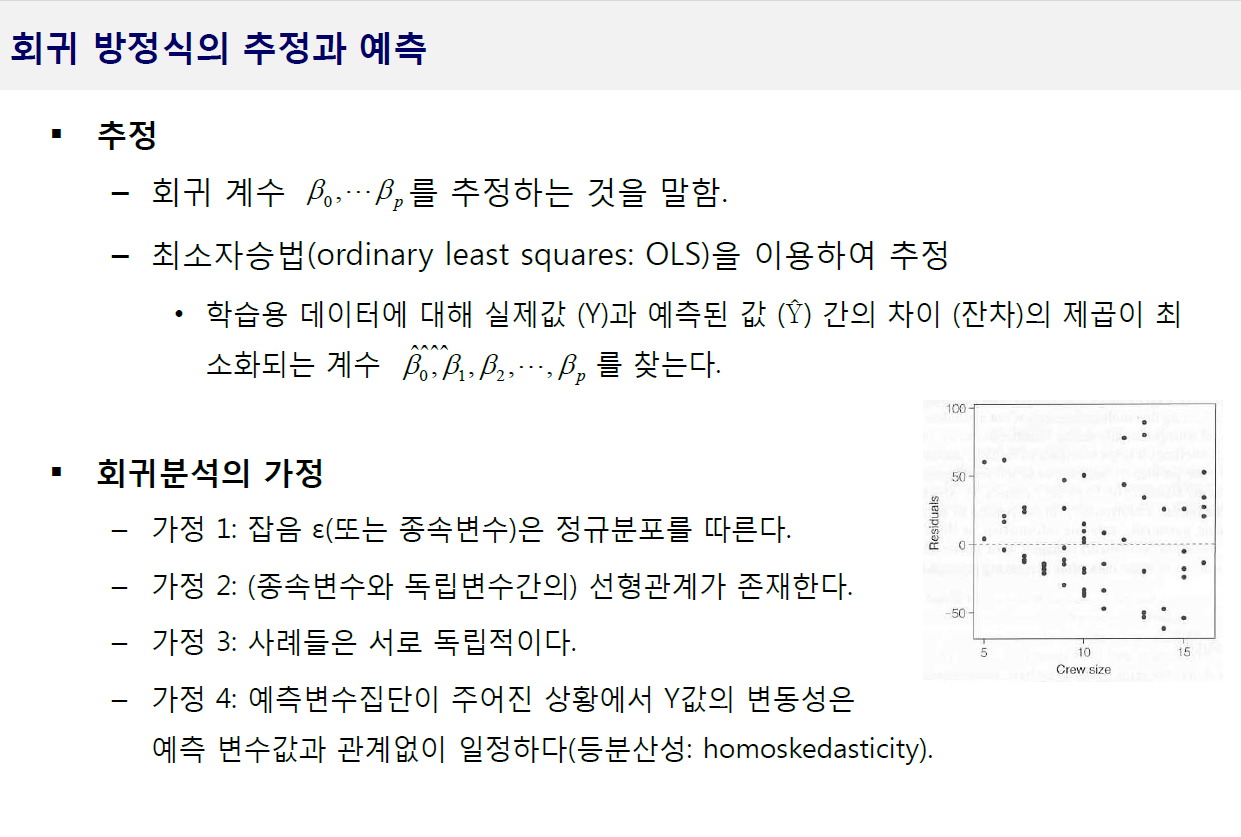 회귀 방정식의 추정과 예측
▪ 추정
– 회귀 계수 β₀,⋯βₚ를 추정하는 것을 말함.
– 최소자승법(ordinary least squares: OLS)을 이용하여 추정
• 학습용 데이터에 대해 실제값 (Y)과 예측된 값 (Ŷ) 간의 차이 (잔차)의 제곱이 최
소화되는 계수 β̂₀,β̂₁,β₂,⋯,βₚ 를 찾는다.
▪ 회귀분석의 가정
– 가정 1: 잡음 ε(또는 종속변수)은 정규분포를 따른다.
– 가정 2: (종속변수와 독립변수간의) 선형관계가 존재한다.
– 가정 3: 사례들은 서로 독립적이다.
– 가정 4: 예측변수집단이 주어진 상황에서 Y값의 변동성은
예측 변수값과 관계없이 일정하다(등분산성: homoskedasticity).
100
50
0
-50
Residuals
5 10 15
Crew size